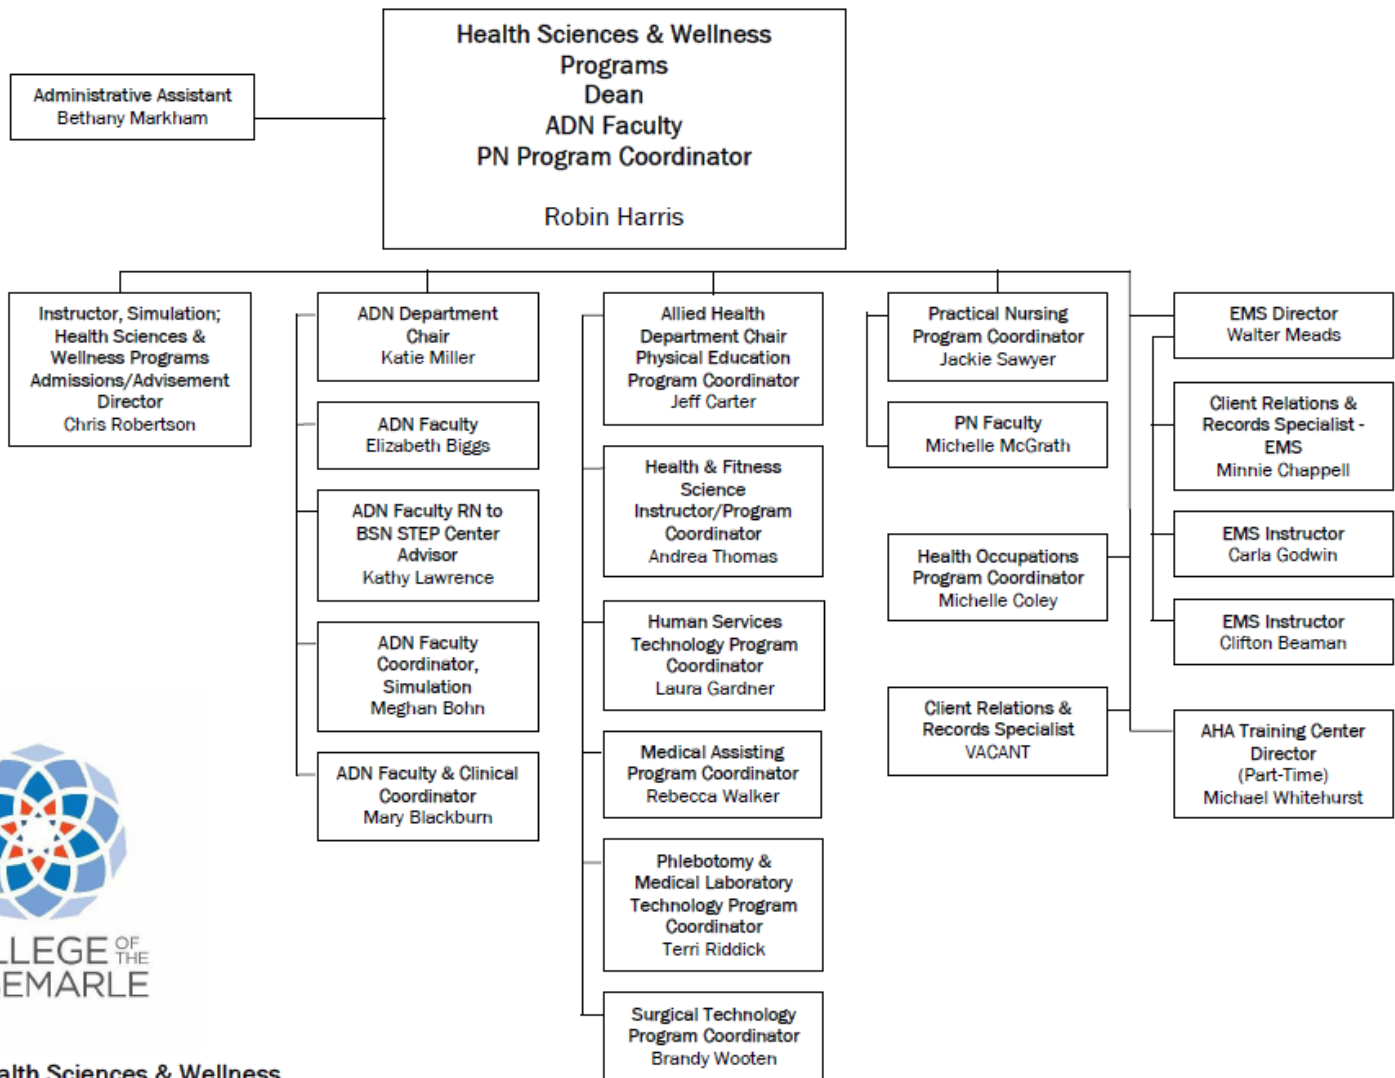 Health Sciences & Wellness
Programs
Dean
ADN Faculty
PN Program Coordinator
Robin Harris
Administrative Assistant
Bethany Markham
Instructor, Simulation;
Health Sciences &
Wellness Programs
Admissions/Advisement
Director
Chris Robertson
ADN Department
Chair
Katie Miller
ADN Faculty
Elizabeth Biggs
ADN Faculty RN to
BSN STEP Center
Advisor
Kathy Lawrence
ADN Faculty
Coordinator,
Simulation
Meghan Bohn
ADN Faculty & Clinical
Coordinator
Mary Blackburn
Allied Health
Department Chair
Physical Education
Program Coordinator
Jeff Carter
Health & Fitness
Science
Instructor/Program
Coordinator
Andrea Thomas
Human Services
Technology Program
Coordinator
Laura Gardner
Medical Assisting
Program Coordinator
Rebecca Walker
Phlebotomy &
Medical Laboratory
Technology Program
Coordinator
Terri Riddick
Surgical Technology
Program Coordinator
Brandy Wooten
Practical Nursing
Program Coordinator
Jackie Sawyer
PN Faculty
Michelle McGrath
Health Occupations
Program Coordinator
Michelle Coley
Client Relations &
Records Specialist
VACANT
EMS Director
Walter Meads
Client Relations &
Records Specialist -
EMS
Minnie Chappell
EMS Instructor
Carla Godwin
EMS Instructor
Clifton Beaman
AHA Training Center
Director
(Part-Time)
Michael Whitehurst
LLEGE OF THE
EMARLE
alth Sciences & Wellness